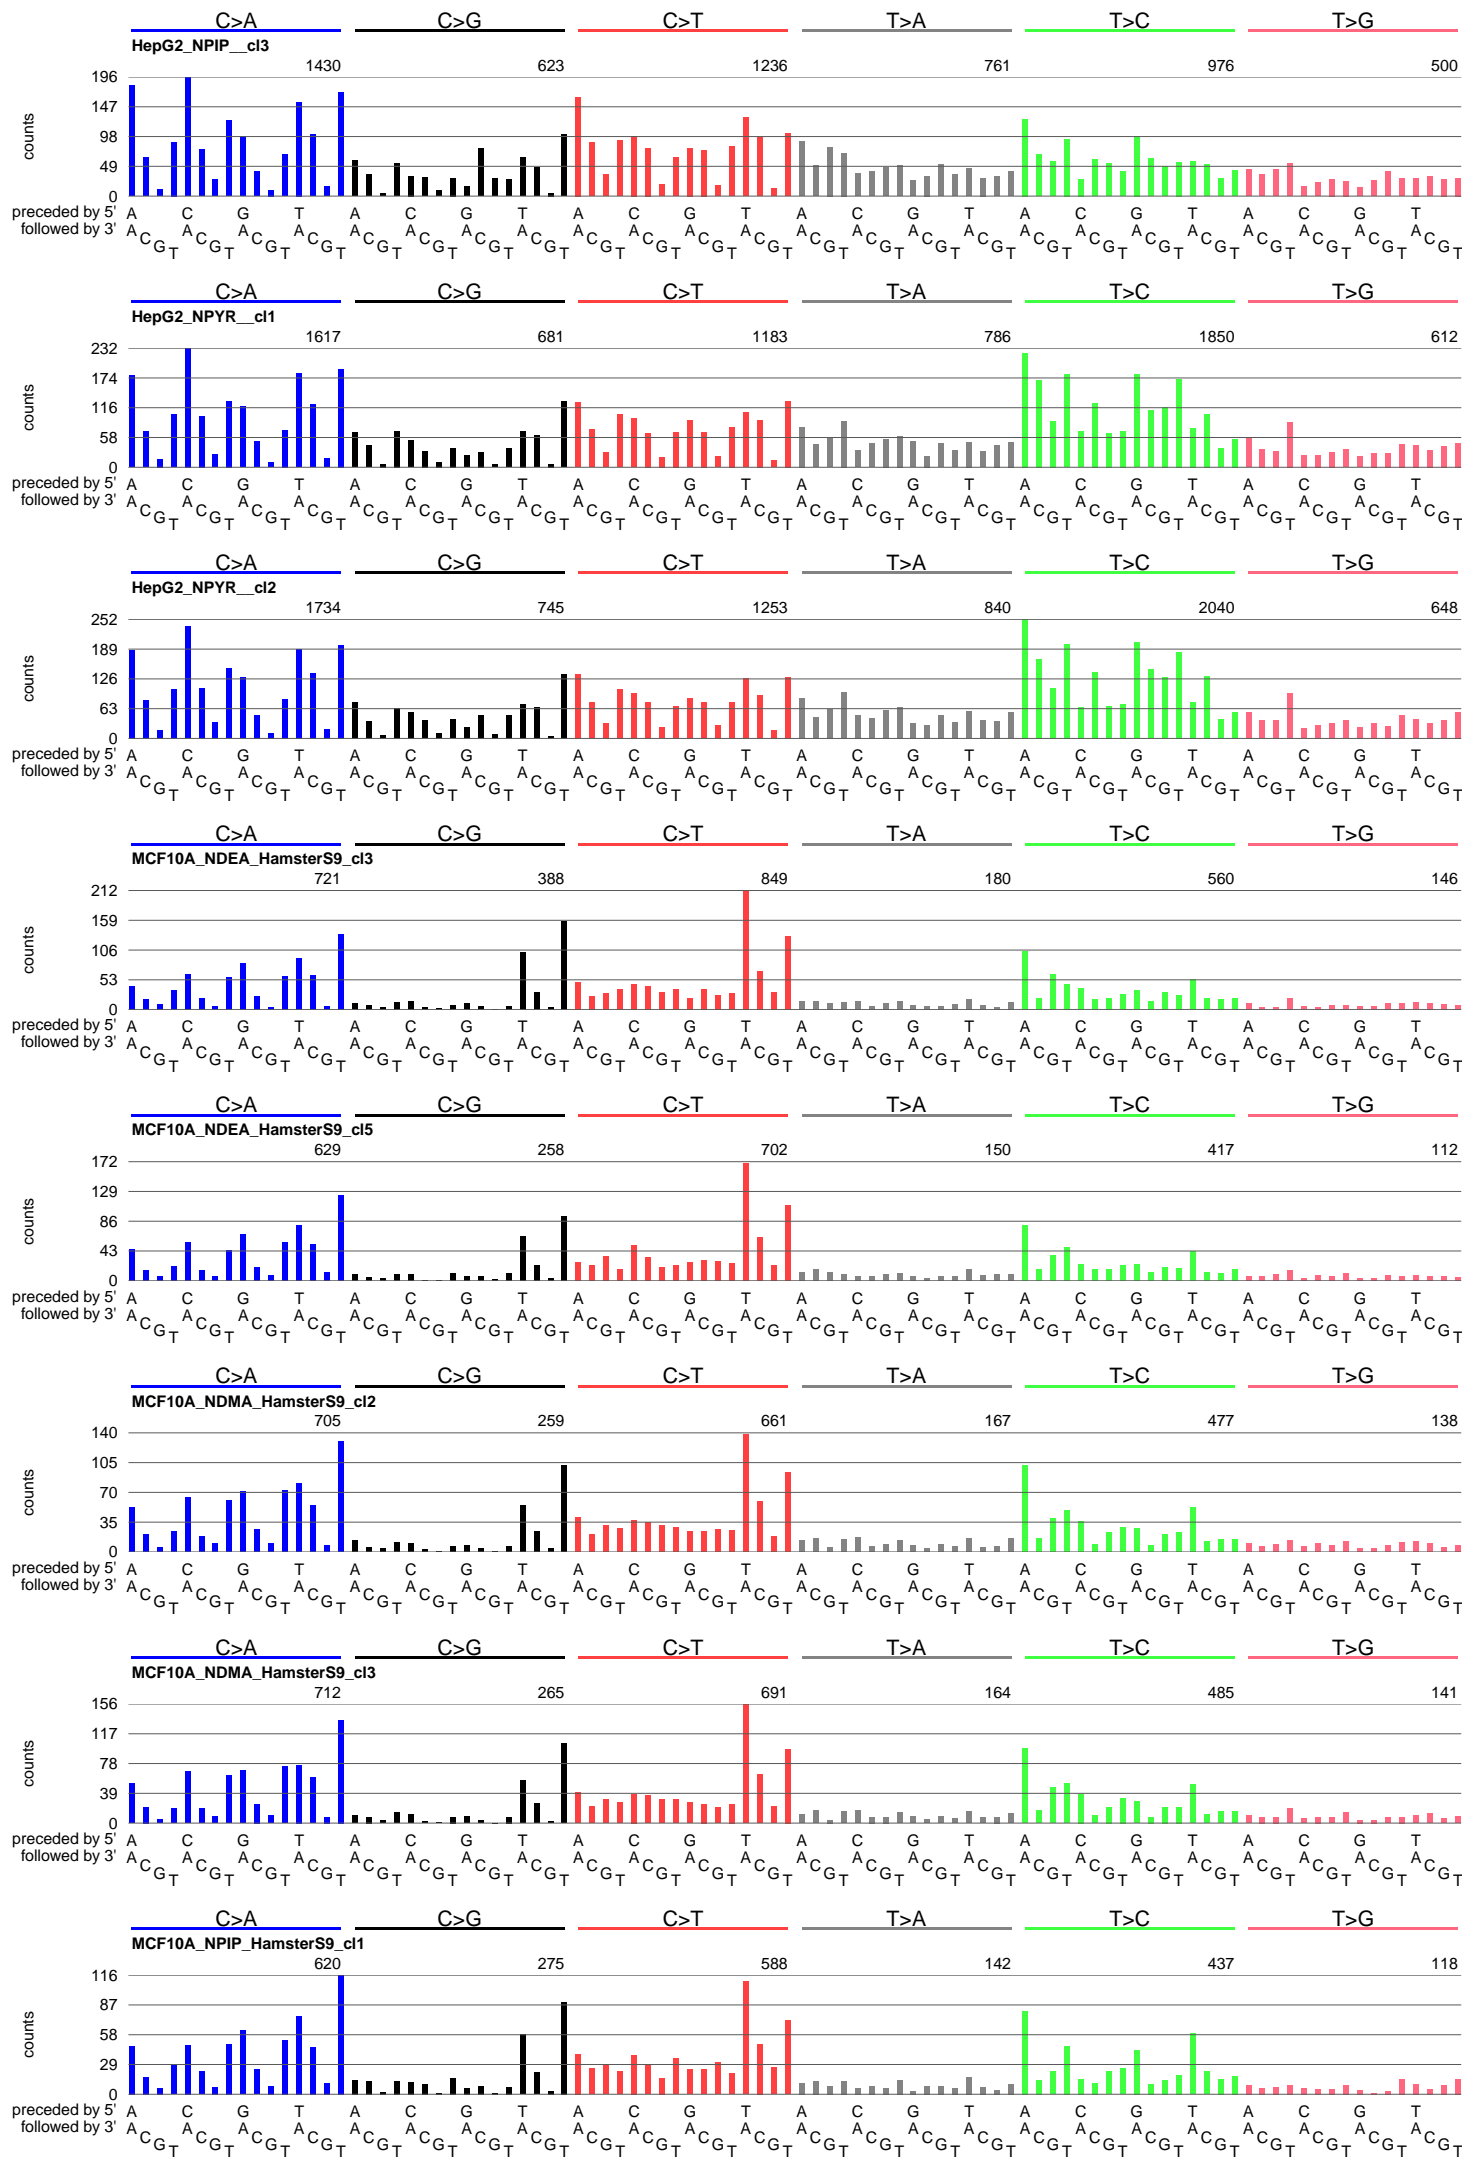 C>A C>G C>T T>A T>C T>G
HepG2_NPIP__cl3
1430 623 1236 761 976 500
196
147
98
49
0
counts
preceded by 5' A C G T A C G T A C G T A C G T A C G T A C G T
followed by 3' A C G T A C G T A C G T A C G T A C G T A C G T A C G T A C G T A C G T A C G T A C G T A C G T A C G T A C G T A C G T A C G T A C G T A C G T A C G T A C G T A C G T A C G T A C G T A C G T
C>A C>G C>T T>A T>C T>G
HepG2_NPYR__cl1
1617 681 1183 786 1850 612
232
174
116
58
0
counts
preceded by 5' A C G T A C G T A C G T A C G T A C G T A C G T
followed by 3' A C G T A C G T A C G T A C G T A C G T A C G T A C G T A C G T A C G T A C G T A C G T A C G T A C G T A C G T A C G T A C G T A C G T A C G T A C G T A C G T A C G T A C G T A C G T A C G T
C>A C>G C>T T>A T>C T>G
HepG2_NPYR__cl2
1734 745 1253 840 2040 648
252
189
126
63
0
counts
preceded by 5' A C G T A C G T A C G T A C G T A C G T A C G T
followed by 3' A C G T A C G T A C G T A C G T A C G T A C G T A C G T A C G T A C G T A C G T A C G T A C G T A C G T A C G T A C G T A C G T A C G T A C G T A C G T A C G T A C G T A C G T A C G T A C G T
C>A C>G C>T T>A T>C T>G
MCF10A_NDEA_HamsterS9_cl3
721 388 849 180 560 146
212
159
106
53
0
counts
preceded by 5' A C G T A C G T A C G T A C G T A C G T A C G T
followed by 3' A C G T A C G T A C G T A C G T A C G T A C G T A C G T A C G T A C G T A C G T A C G T A C G T A C G T A C G T A C G T A C G T A C G T A C G T A C G T A C G T A C G T A C G T A C G T A C G T
C>A C>G C>T T>A T>C T>G
MCF10A_NDEA_HamsterS9_cl5
629 258 702 150 417 112
172
129
86
43
0
counts
preceded by 5' A C G T A C G T A C G T A C G T A C G T A C G T
followed by 3' A C G T A C G T A C G T A C G T A C G T A C G T A C G T A C G T A C G T A C G T A C G T A C G T A C G T A C G T A C G T A C G T A C G T A C G T A C G T A C G T A C G T A C G T A C G T A C G T
C>A C>G C>T T>A T>C T>G
MCF10A_NDMA_HamsterS9_cl2
705 259 661 167 477 138
140
105
70
35
0
counts
preceded by 5' A C G T A C G T A C G T A C G T A C G T A C G T
followed by 3' A C G T A C G T A C G T A C G T A C G T A C G T A C G T A C G T A C G T A C G T A C G T A C G T A C G T A C G T A C G T A C G T A C G T A C G T A C G T A C G T A C G T A C G T A C G T A C G T
C>A C>G C>T T>A T>C T>G
MCF10A_NDMA_HamsterS9_cl3
712 265 691 164 485 141
156
117
78
39
0
counts
preceded by 5' A C G T A C G T A C G T A C G T A C G T A C G T
followed by 3' A C G T A C G T A C G T A C G T A C G T A C G T A C G T A C G T A C G T A C G T A C G T A C G T A C G T A C G T A C G T A C G T A C G T A C G T A C G T A C G T A C G T A C G T A C G T A C G T
C>A C>G C>T T>A T>C T>G
MCF10A_NPIP_HamsterS9_cl1
620 275 588 142 437 118
116
87
58
29
0
counts
preceded by 5' A C G T A C G T A C G T A C G T A C G T A C G T
followed by 3' A C G T A C G T A C G T A C G T A C G T A C G T A C G T A C G T A C G T A C G T A C G T A C G T A C G T A C G T A C G T A C G T A C G T A C G T A C G T A C G T A C G T A C G T A C G T A C G T